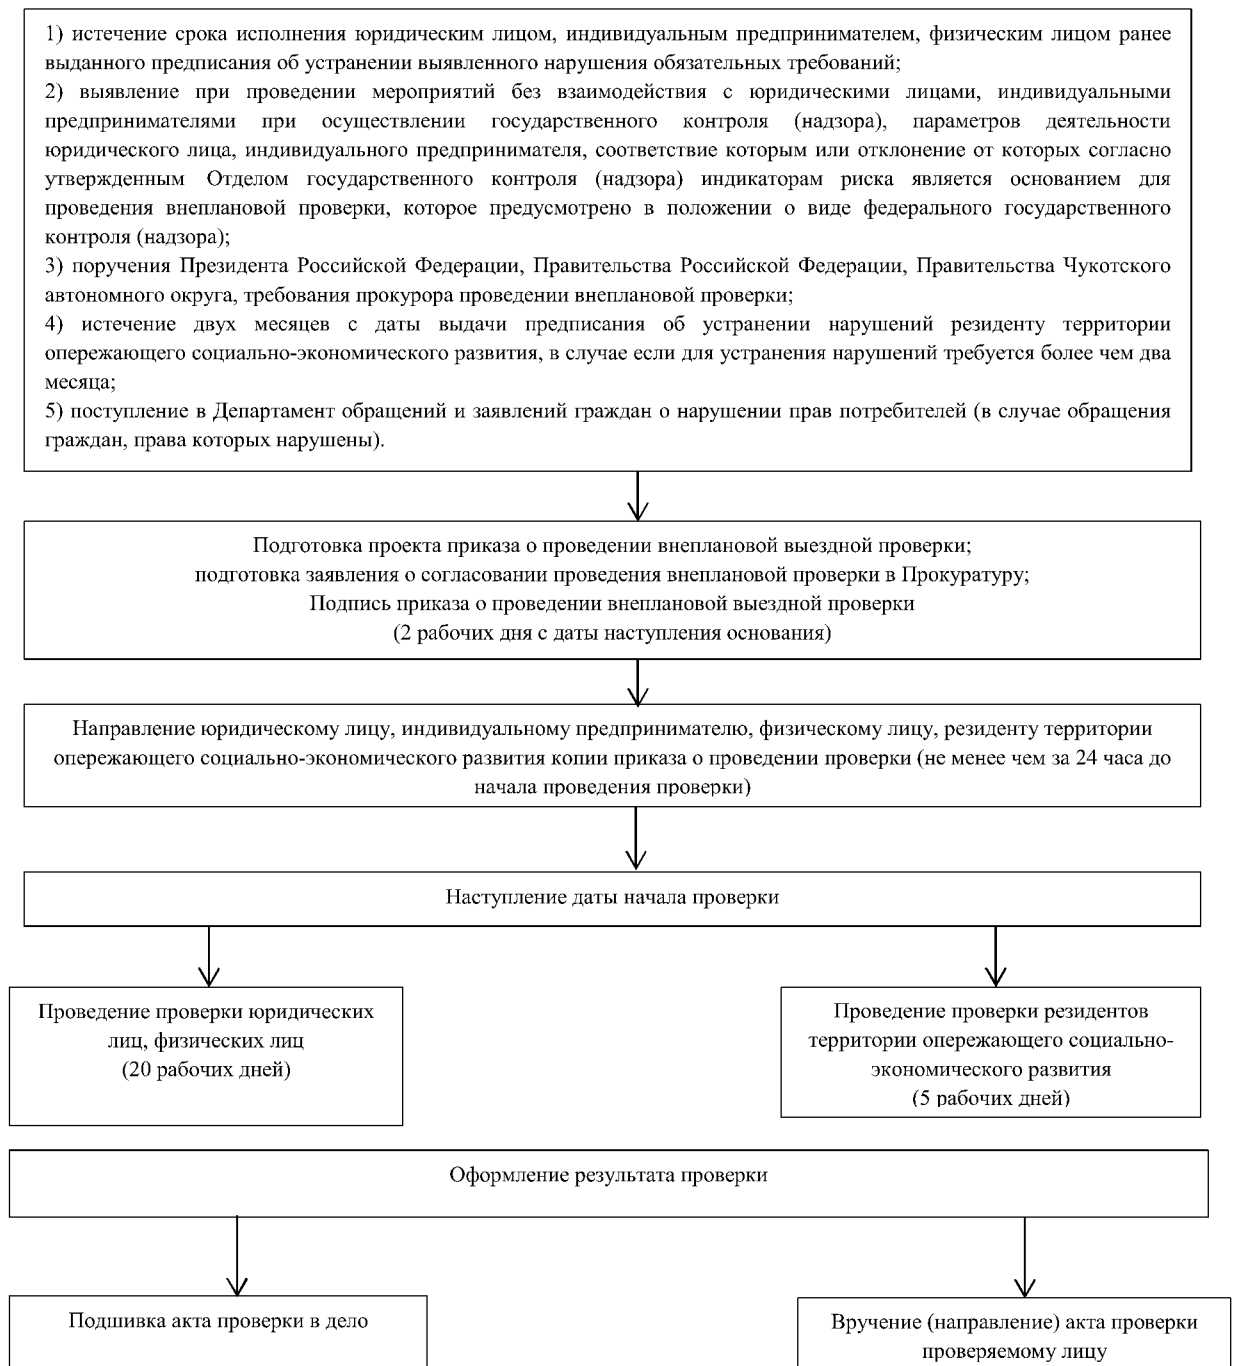 1) истечение срока исполнения юридическим лицом, индивидуальным предпринимателем, физическим лицом ранее
выданного предписания об устранении выявленного нарушения обязательных требований;
2) выявление при проведении мероприятий без взаимодействия с юридическими лицами, индивидуальными
предпринимателями при осуществлении государственного контроля (надзора), параметров деятельности
юридического лица, индивидуального предпринимателя, соответствие которым или отклонение от которых согласно
утвержденным Отделом государственного контроля (надзора) индикаторам риска является основанием для
проведения внеплановой проверки, которое предусмотрено в положении о виде федерального государственного
контроля (надзора);
3) поручения Президента Российской Федерации, Правительства Российской Федерации, Правительства Чукотского
автономного округа, требования прокурора проведении внеплановой проверки;
4) истечение двух месяцев с даты выдачи предписания об устранении нарушений резиденту территории
опережающего социально-экономического развития, в случае если для устранения нарушений требуется более чем два
месяца;
5) поступление в Департамент обращений и заявлений граждан о нарушении прав потребителей (в случае обращения
граждан, права которых нарушены).
Подготовка проекта приказа о проведении внеплановой выездной проверки;
подготовка заявления о согласовании проведения внеплановой проверки в Прокуратуру;
Подпись приказа о проведении внеплановой выездной проверки
(2 рабочих дня с даты наступления основания)
Направление юридическому лицу, индивидуальному предпринимателю, физическому лицу, резиденту территории
опережающего социально-экономического развития копии приказа о проведении проверки (не менее чем за 24 часа до
начала проведения проверки)
Наступление даты начала проверки
Проведение проверки юридических
лиц, физических лиц
(20 рабочих дней)
Проведение проверки резидентов
территории опережающего социально-
экономического развития
(5 рабочих дней)
Оформление результата проверки
Подшивка акта проверки в дело
Вручение (направление) акта проверки
проверяемому лицу